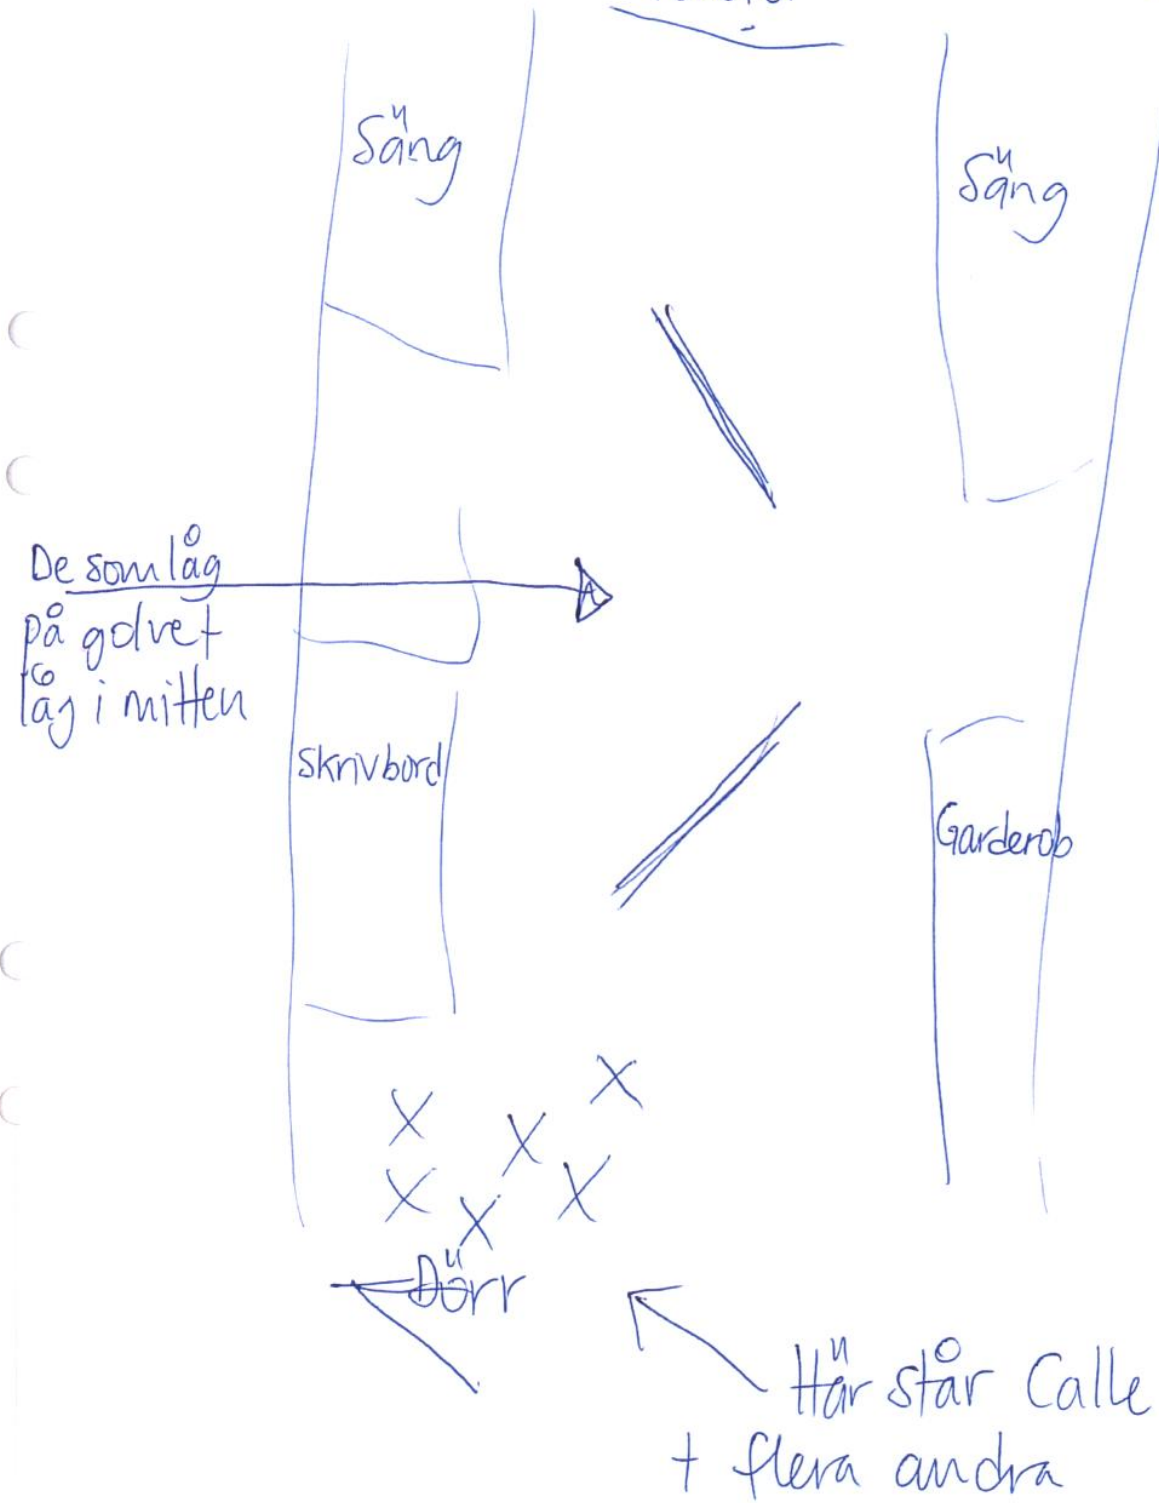 Säng
Säng
De som låg
på golvet
låg i mitten
Skrivbord
Garderob
X
X
X
X
X
X
Dörr
Här står Calle
+ flera andra